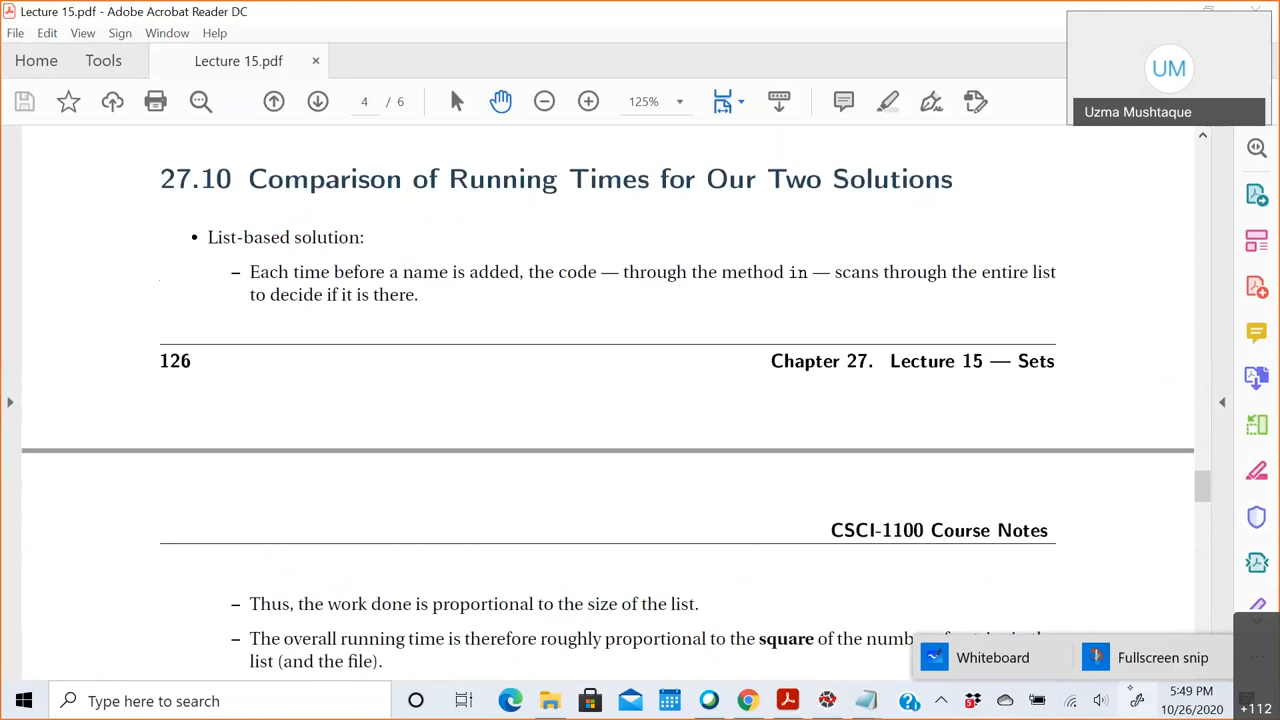 Lecture 15.pdf - Adobe Acrobat Reader DC
File Edit View Sign Window Help
Home Tools Lecture 15.pdf ×
4 / 6 125%
UM
Uzma Mushtaque
27.10 Comparison of Running Times for Our Two Solutions
• List-based solution:
– Each time before a name is added, the code — through the method in — scans through the entire list
to decide if it is there.
126 Chapter 27. Lecture 15 — Sets
CSCI-1100 Course Notes
– Thus, the work done is proportional to the size of the list.
– The overall running time is therefore roughly proportional to the square of the
list (and the file).
Whiteboard Fullscreen snip
Type here to search
5:49 PM
10/26/2020
+112